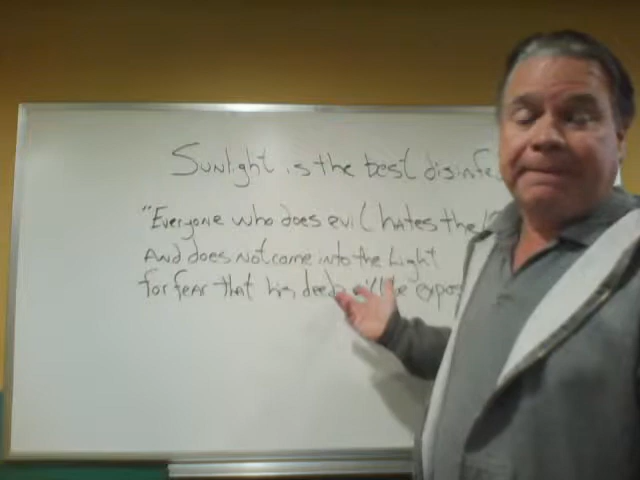 Sunlight is the best disinfe
"Everyone who does evil hates the
And does not come into the Light
for fear that his deeds will be expos